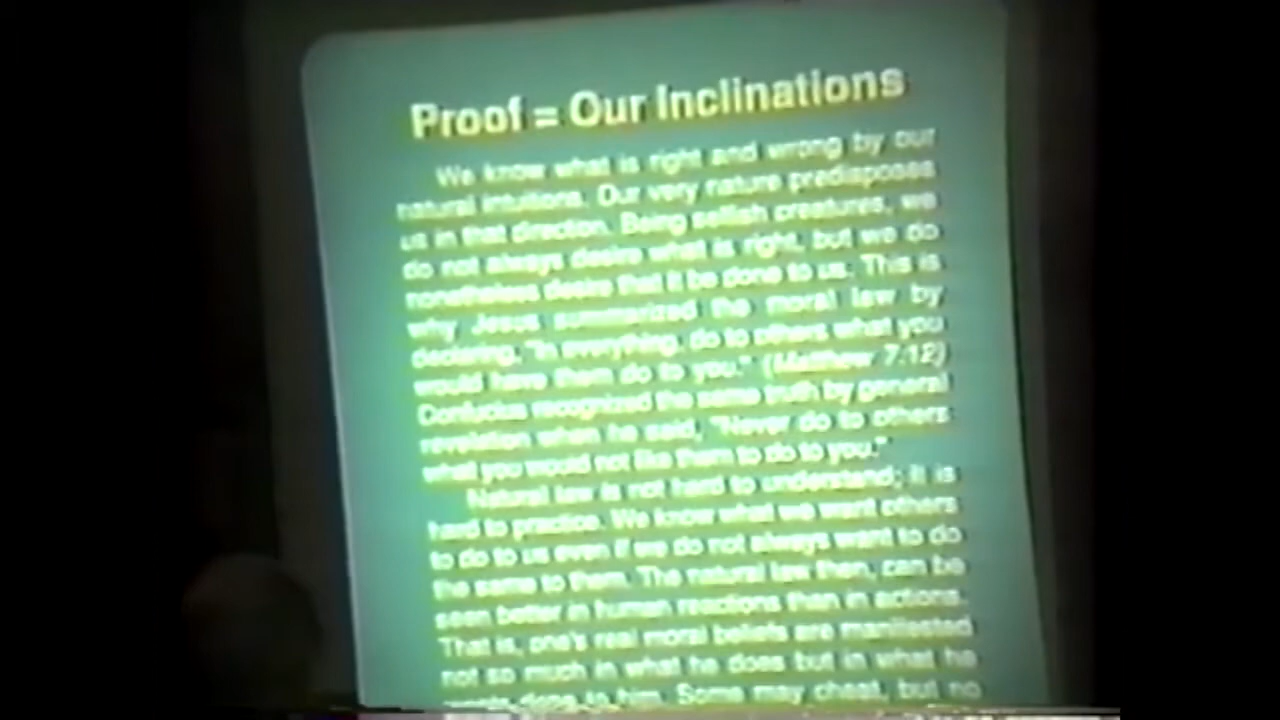 Proof = Our Inclinations
We know what is right and wrong by our
natural intuitions. Our very nature predisposes
us in that direction. Being selfish creatures, we
do not always desire what is right, but we do
nonetheless desire that it be done to us. This is
why Jesus summarized the moral law by
declaring, "In everything, do to others what you
would have them do to you." (Matthew 7.12)
Confucius recognized the same truth by general
revelation when he said, "Never do to others
what you would not like them to do to you."
Natural law is not hard to understand; it is
hard to practice. We know what we want others
to do to us even if we do not always want to do
the same to them. The natural law then, can be
seen better in human reactions than in actions.
That is, one's real moral beliefs are manifested
not so much in what he does but in what he
wants done to him. Some may cheat, but no